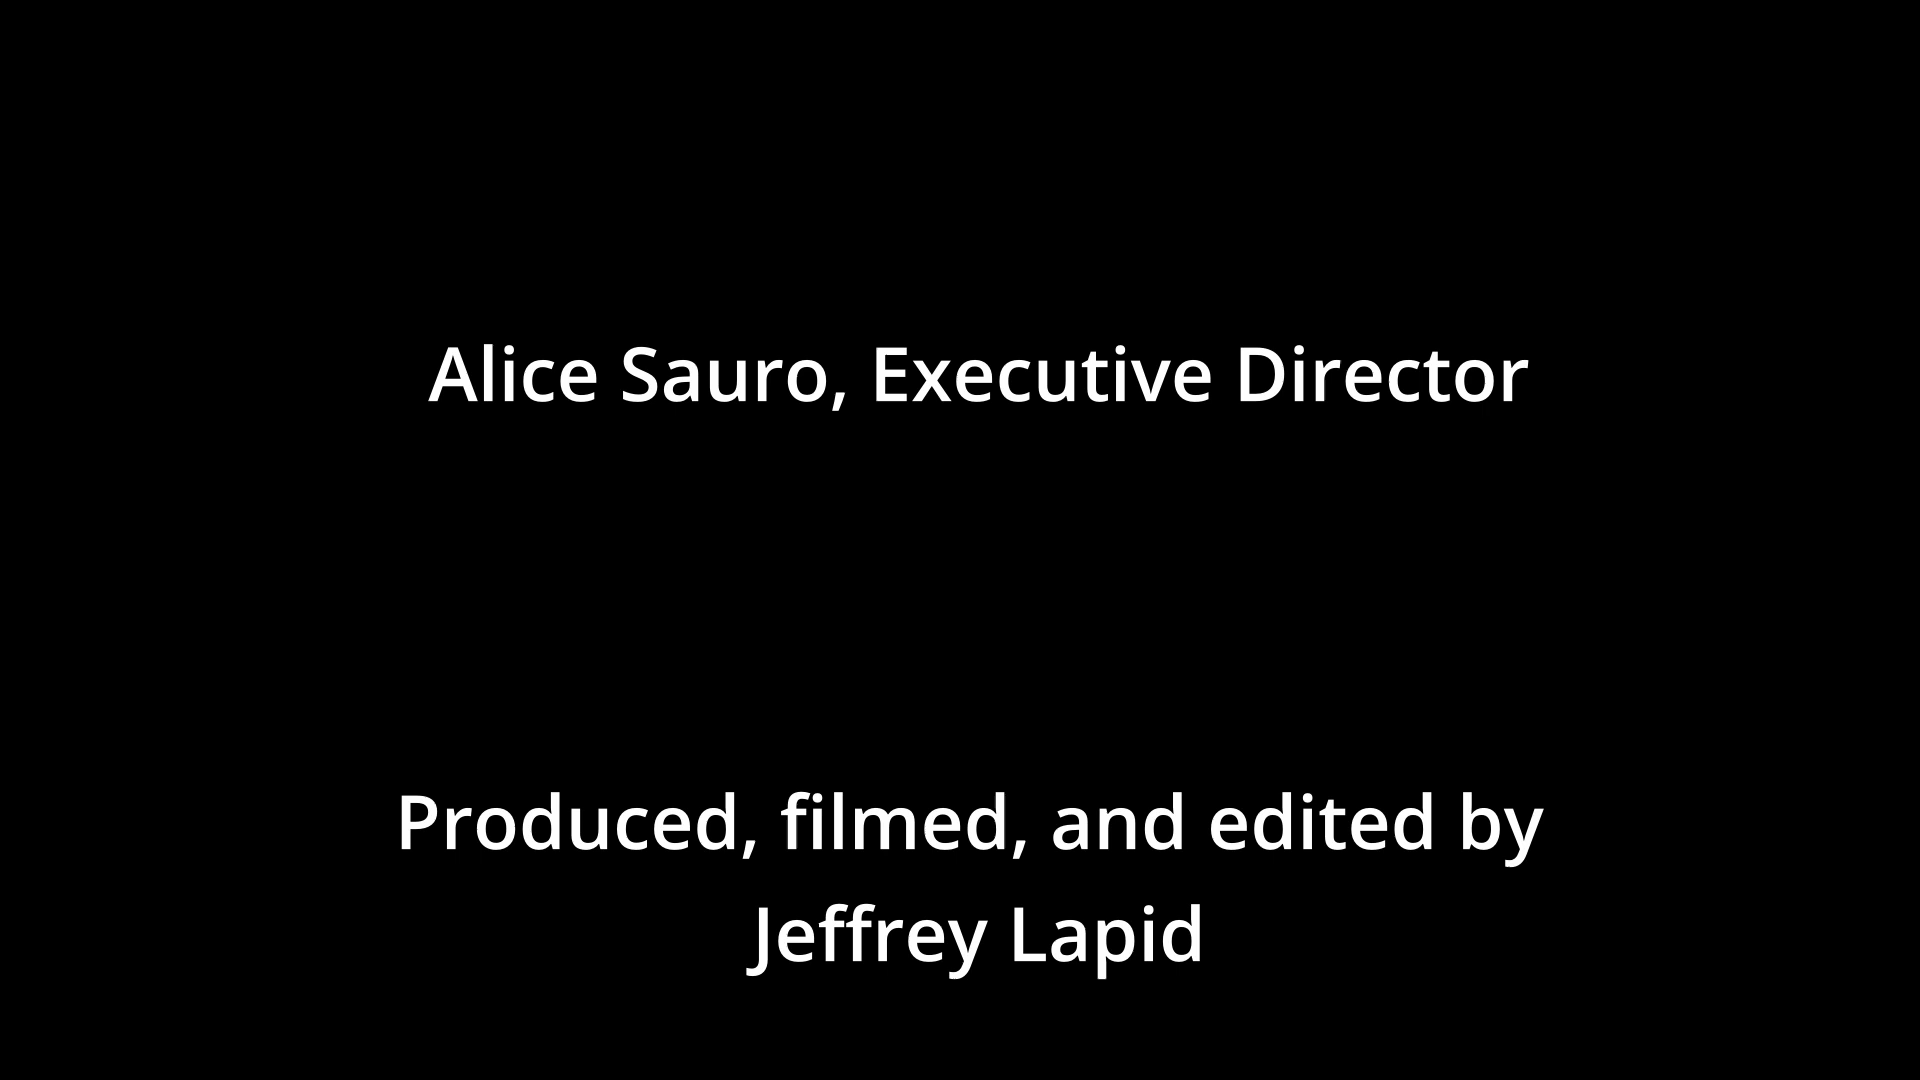 Alice Sauro, Executive Director
Produced, filmed, and edited by
Jeffrey Lapid